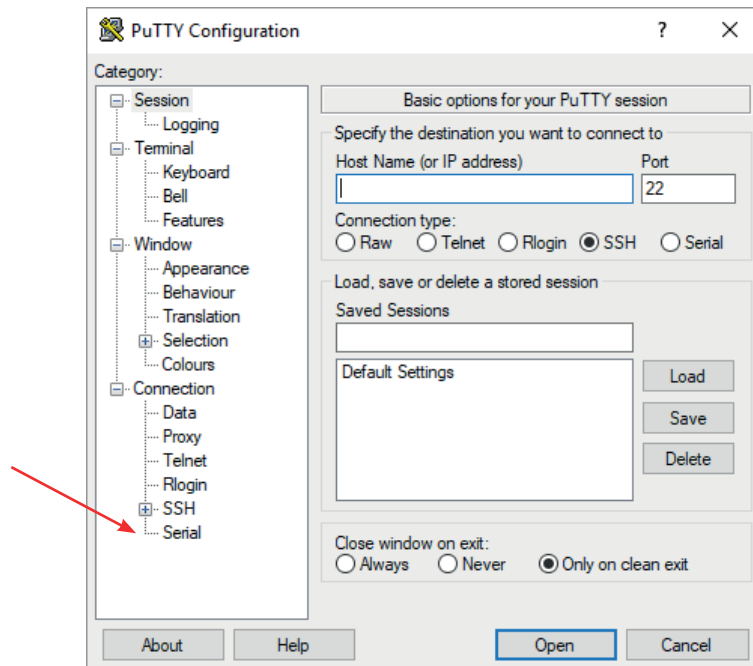 PuTTY Configuration ? ×
Category:
Session
Logging
Terminal
Keyboard
Bell
Features
Window
Appearance
Behaviour
Translation
Selection
Colours
Connection
Data
Proxy
Telnet
Rlogin
SSH
Serial
Basic options for your PuTTY session
Specify the destination you want to connect to
Host Name (or IP address) Port
22
Connection type:
Raw Telnet Rlogin SSH Serial
Load, save or delete a stored session
Saved Sessions
Default Settings
Load
Save
Delete
Close window on exit:
Always Never Only on clean exit
About Help Open Cancel